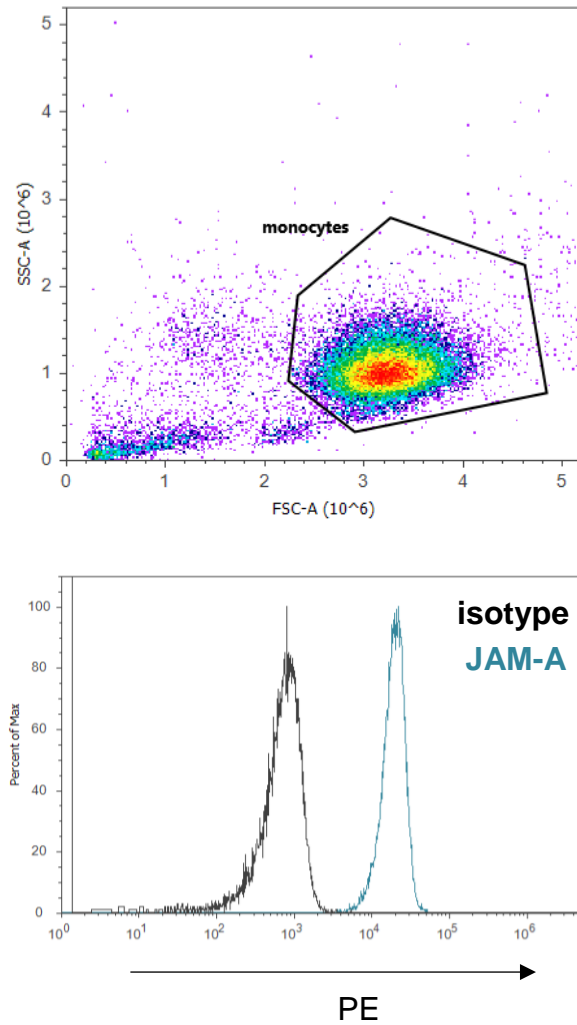 5
4
3
2
1
0
SSC-A (10^6)
monocytes
0 1 2 3 4 5
FSC-A (10^6)
100
80
60
40
20
0
Percent of Max
isotype
JAM-A
10^0 10^1 10^2 10^3 10^4 10^5 10^6
PE